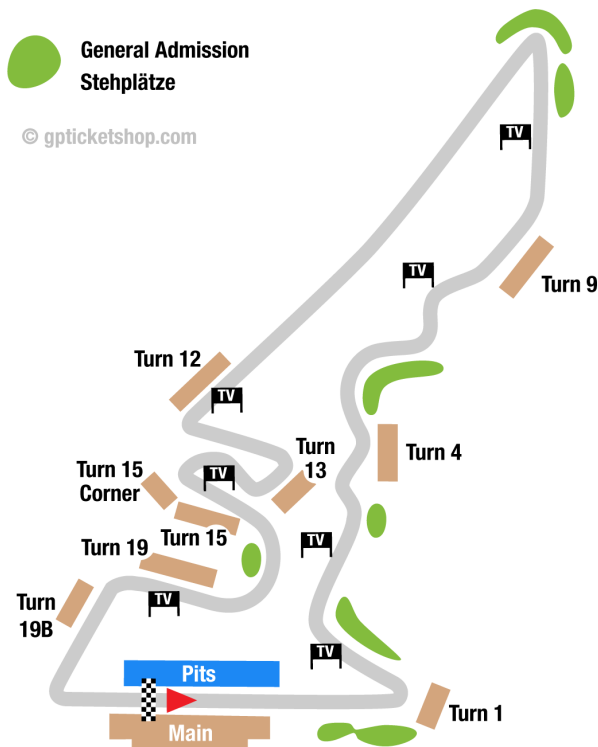 General Admission
Stehplätze
© gpticketshop.com
TV
TV
Turn 9
Turn 12
TV
Turn
13
Turn 4
Turn 15
Corner
TV
Turn 15
Turn 19
TV
TV
Turn
19B
TV
Pits
Turn 1
Main